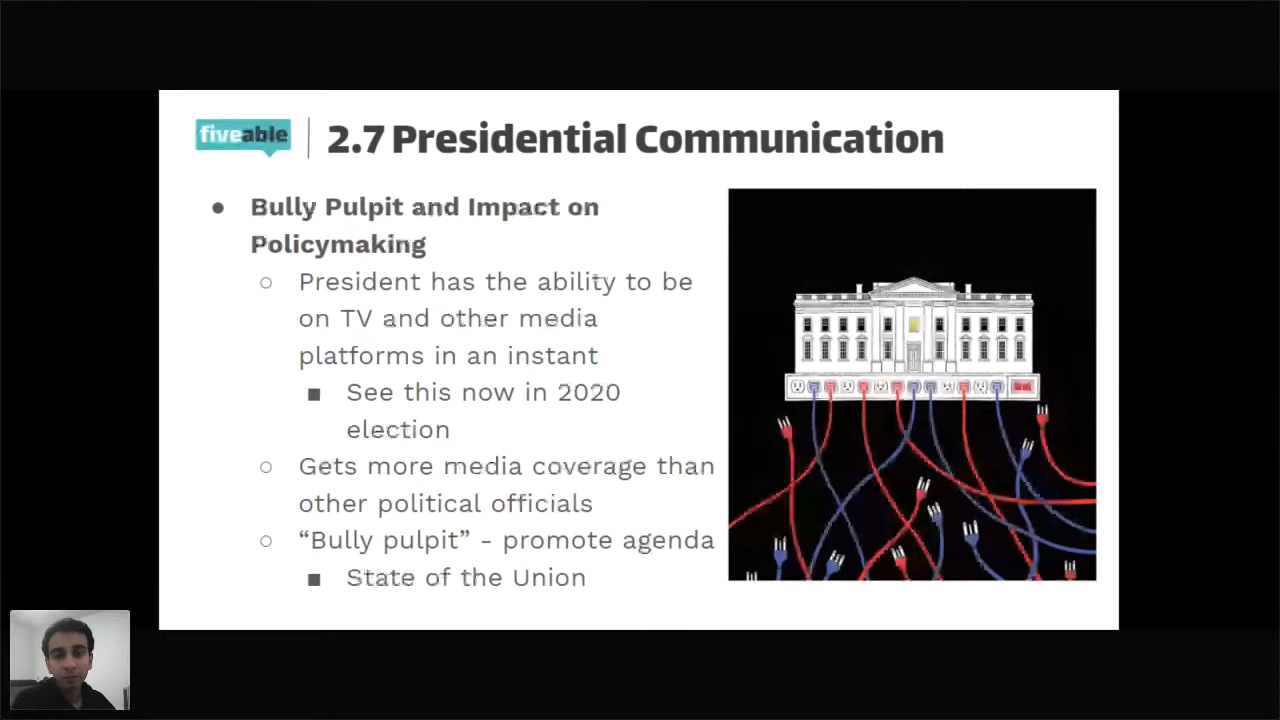 fiveable
2.7 Presidential Communication
● Bully Pulpit and Impact on
Policymaking
○ President has the ability to be
on TV and other media
platforms in an instant
■ See this now in 2020
election
○ Gets more media coverage than
other political officials
○ “Bully pulpit” - promote agenda
■ State of the Union